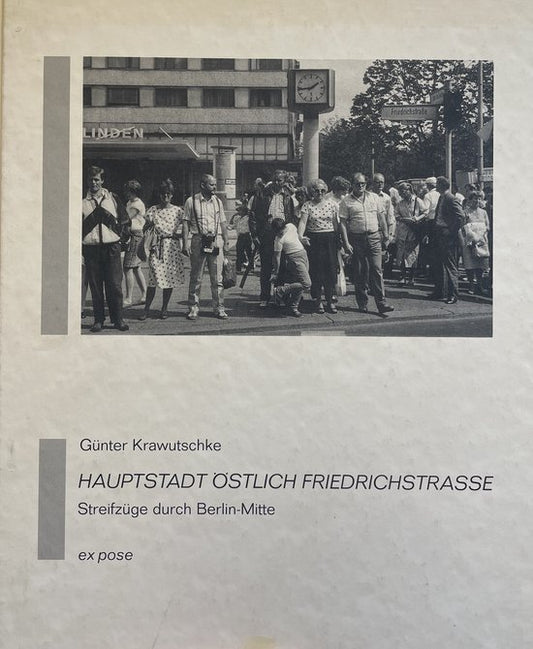 LINDEN
Friedrichstraße
Günter Krawutschke
HAUPTSTADT ÖSTLICH FRIEDRICHSTRASSE
Streifzüge durch Berlin-Mitte
ex pose